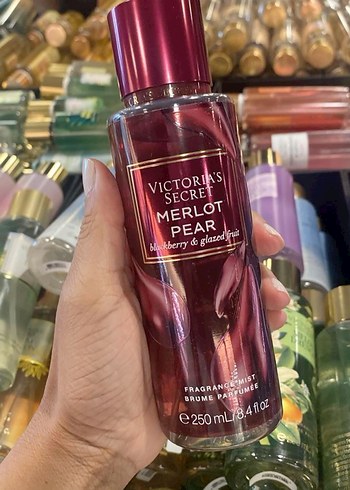 VICTORIA'S
SECRET
MERLOT
PEAR
blackberry & glazed fruit
FRAGRANCE MIST
BRUME PARFUMÉE
℮ 250 mL/8.4 fl oz